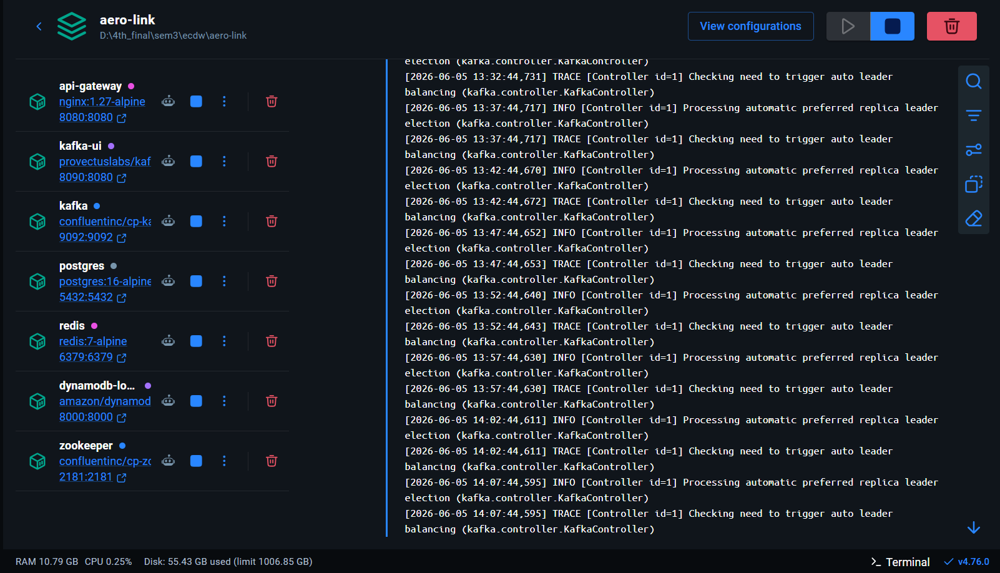 aero-link
D:\4th_final\sem3\ecdw\aero-link
View configurations
api-gateway
nginx:1.27-alpine
8080:8080
kafka-ui
provectuslabs/kaf
8090:8080
kafka
confluentinc/cp-ka
9092:9092
postgres
postgres:16-alpine
5432:5432
redis
redis:7-alpine
6379:6379
dynamodb-lo...
amazon/dynamod
8000:8000
zookeeper
confluentinc/cp-zo
2181:2181
election (kafka.controller.KafkaController)
[2026-06-05 13:32:44,731] TRACE [Controller id=1] Checking need to trigger auto leader
balancing (kafka.controller.KafkaController)
[2026-06-05 13:37:44,717] INFO [Controller id=1] Processing automatic preferred replica leader
election (kafka.controller.KafkaController)
[2026-06-05 13:37:44,717] TRACE [Controller id=1] Checking need to trigger auto leader
balancing (kafka.controller.KafkaController)
[2026-06-05 13:42:44,670] INFO [Controller id=1] Processing automatic preferred replica leader
election (kafka.controller.KafkaController)
[2026-06-05 13:42:44,672] TRACE [Controller id=1] Checking need to trigger auto leader
balancing (kafka.controller.KafkaController)
[2026-06-05 13:47:44,652] INFO [Controller id=1] Processing automatic preferred replica leader
election (kafka.controller.KafkaController)
[2026-06-05 13:47:44,653] TRACE [Controller id=1] Checking need to trigger auto leader
balancing (kafka.controller.KafkaController)
[2026-06-05 13:52:44,640] INFO [Controller id=1] Processing automatic preferred replica leader
election (kafka.controller.KafkaController)
[2026-06-05 13:52:44,643] TRACE [Controller id=1] Checking need to trigger auto leader
balancing (kafka.controller.KafkaController)
[2026-06-05 13:57:44,630] INFO [Controller id=1] Processing automatic preferred replica leader
election (kafka.controller.KafkaController)
[2026-06-05 13:57:44,630] TRACE [Controller id=1] Checking need to trigger auto leader
balancing (kafka.controller.KafkaController)
[2026-06-05 14:02:44,611] INFO [Controller id=1] Processing automatic preferred replica leader
election (kafka.controller.KafkaController)
[2026-06-05 14:02:44,611] TRACE [Controller id=1] Checking need to trigger auto leader
balancing (kafka.controller.KafkaController)
[2026-06-05 14:07:44,595] INFO [Controller id=1] Processing automatic preferred replica leader
election (kafka.controller.KafkaController)
[2026-06-05 14:07:44,595] TRACE [Controller id=1] Checking need to trigger auto leader
balancing (kafka.controller.KafkaController)
RAM 10.79 GB CPU 0.25% Disk: 55.43 GB used (limit 1006.85 GB)
Terminal
v4.76.0